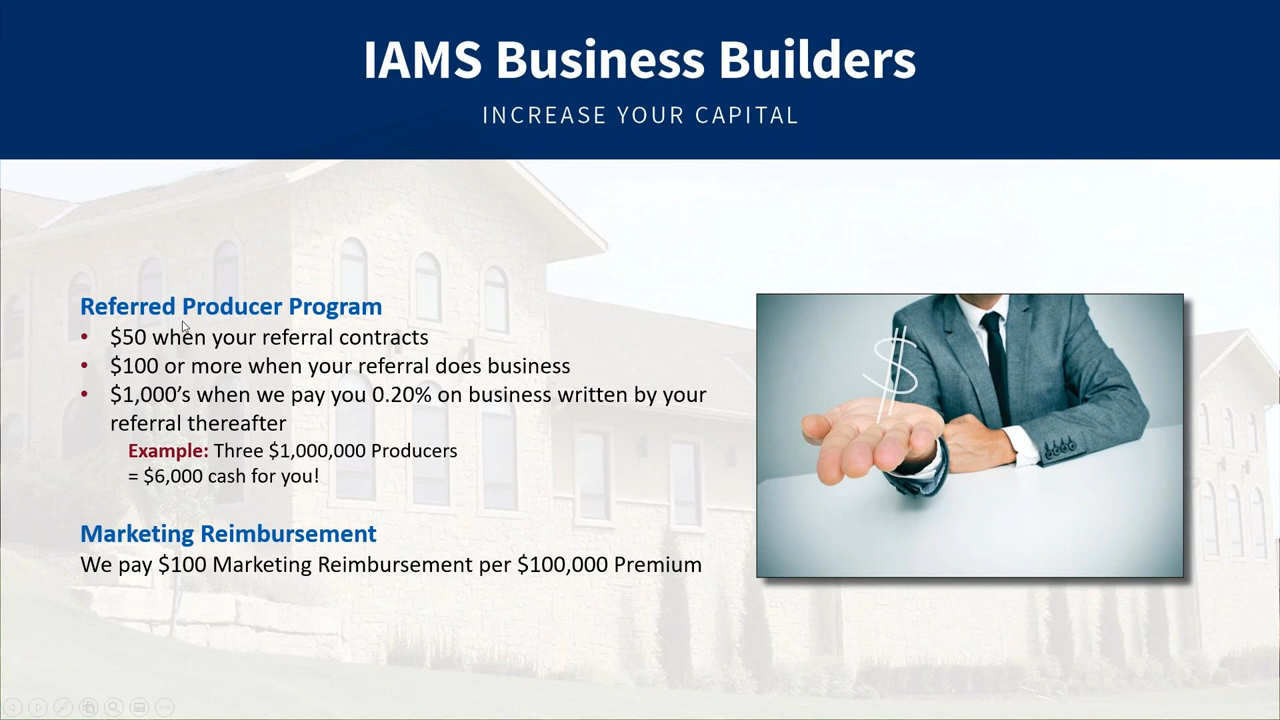 IAMS Business Builders
INCREASE YOUR CAPITAL
Referred Producer Program
• $50 when your referral contracts
• $100 or more when your referral does business
• $1,000’s when we pay you 0.20% on business written by your
referral thereafter
Example: Three $1,000,000 Producers
= $6,000 cash for you!
Marketing Reimbursement
We pay $100 Marketing Reimbursement per $100,000 Premium
$